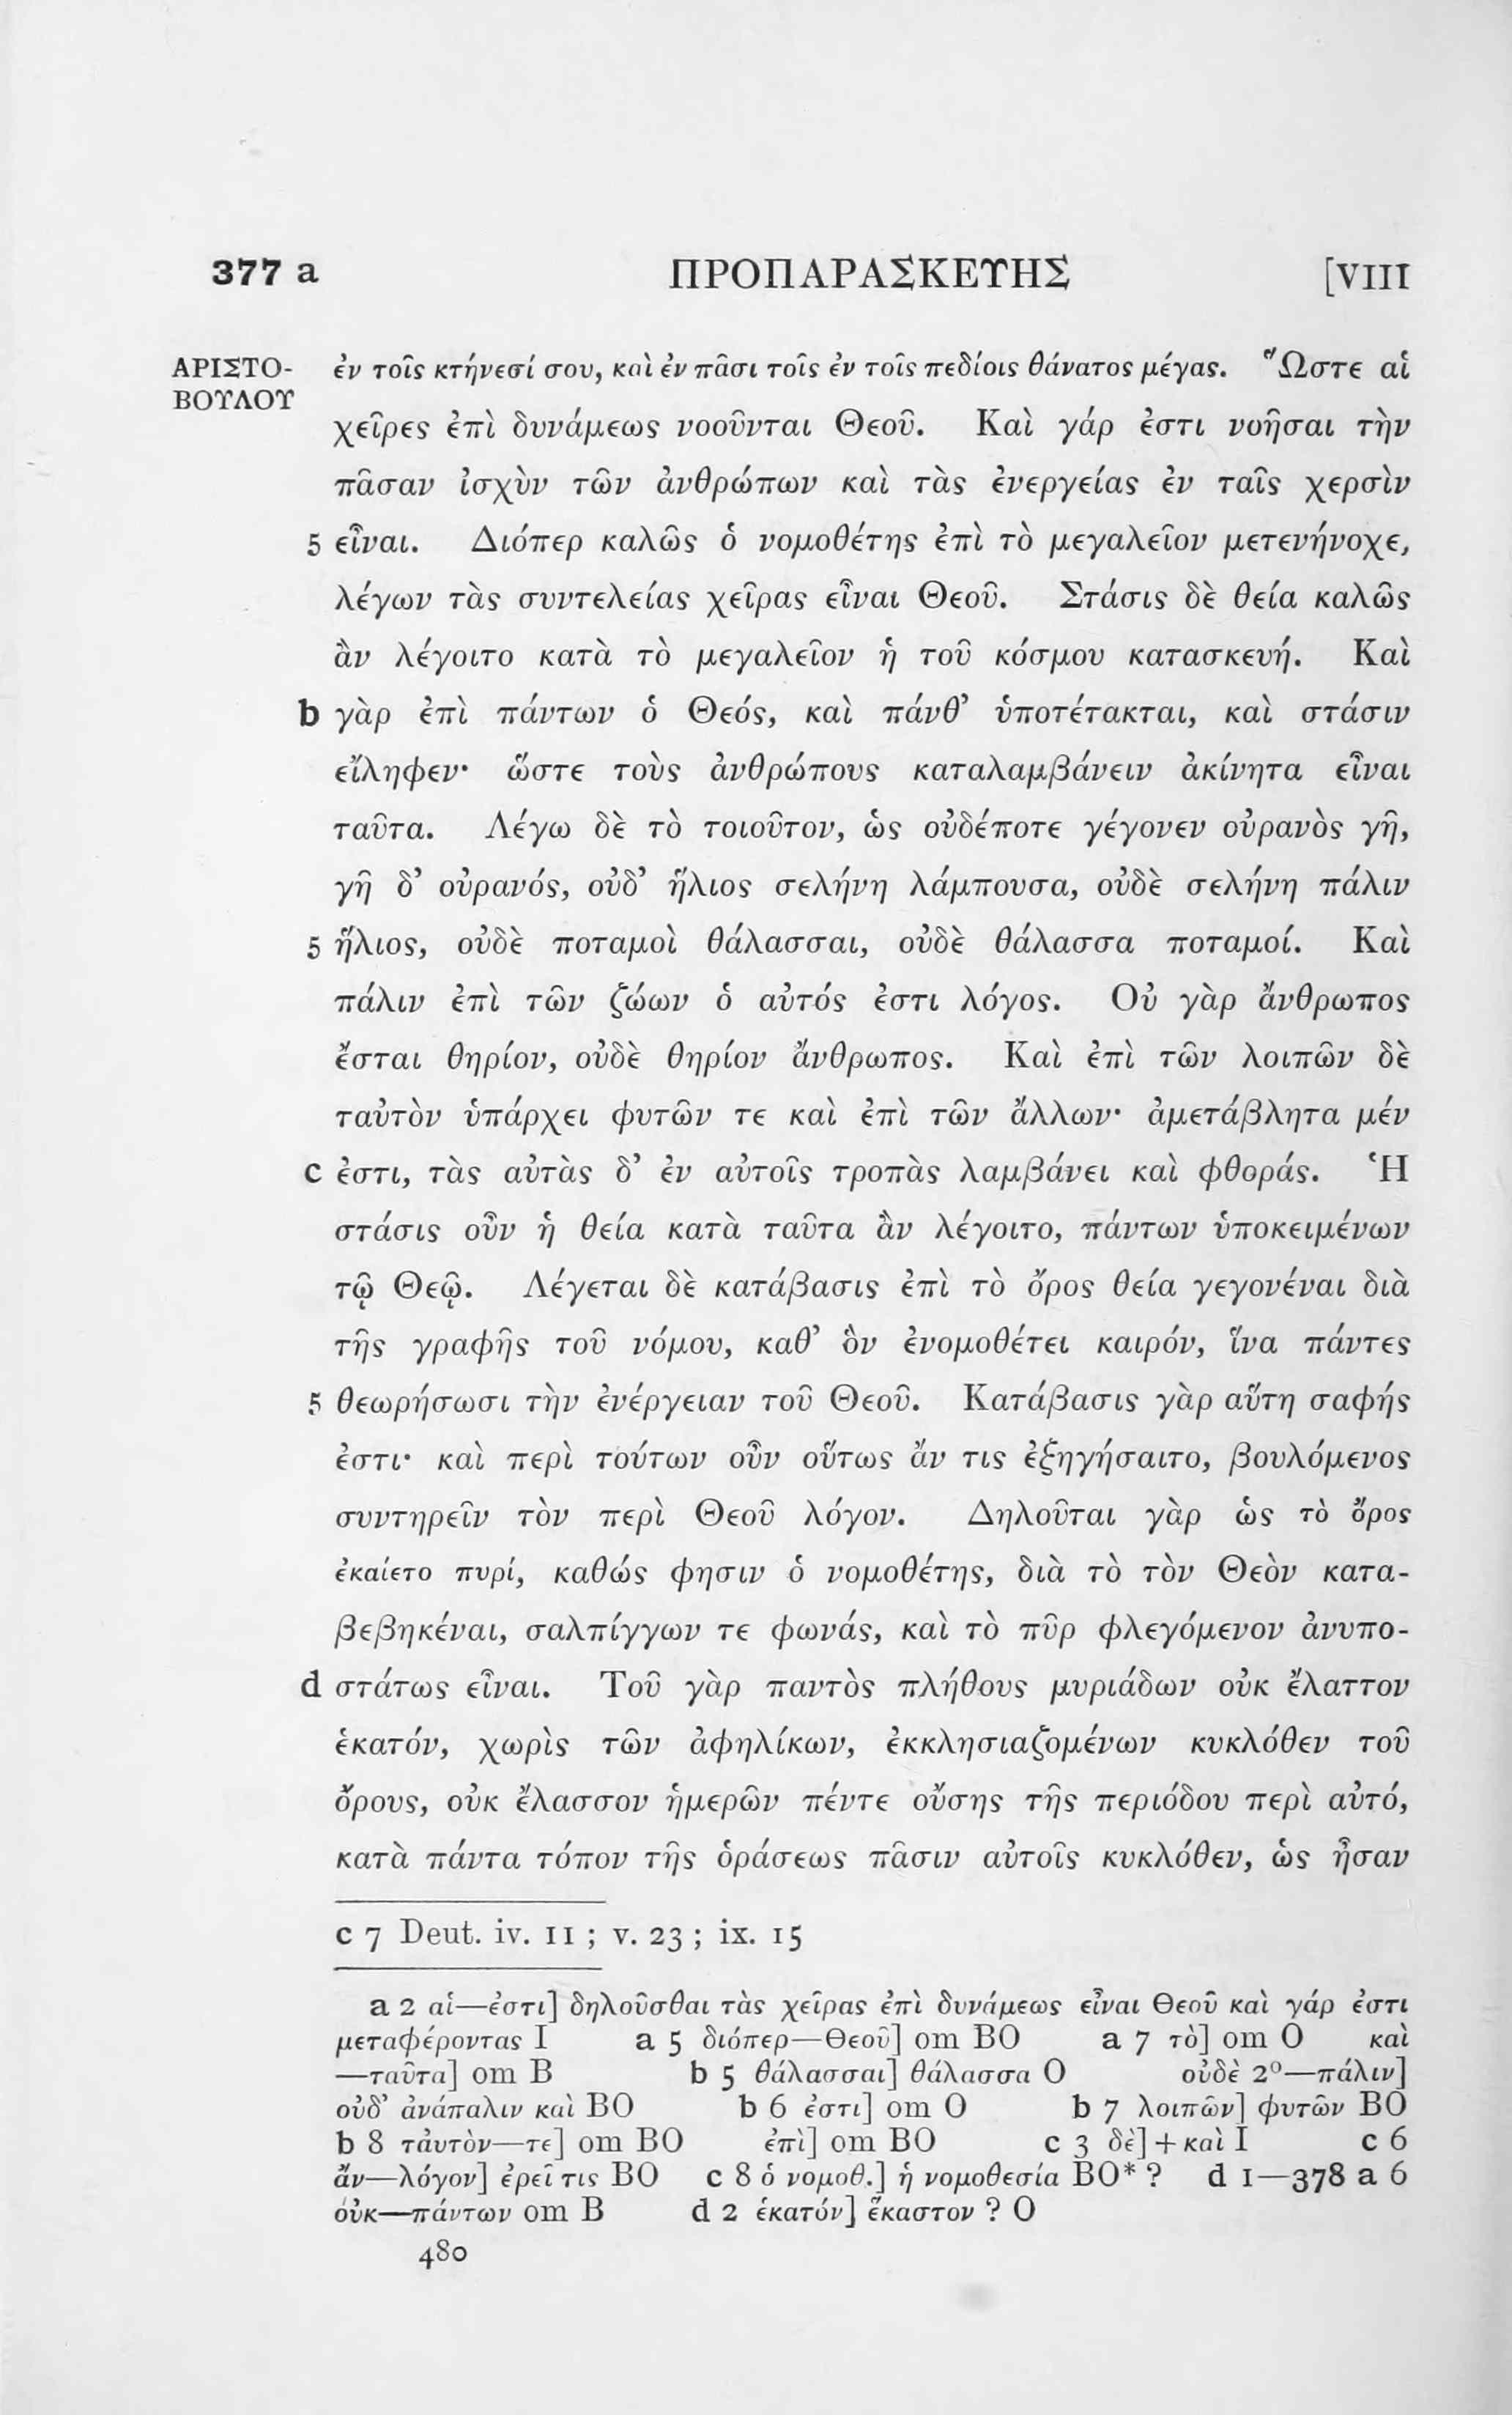 377 a ΠΡΟΠΑΡΑΣΚΕΥΗΣ [VIII
ΑΡΙΣΤΟ- ἐν τοῖς κτήνεσί σου, καὶ ἐν πᾶσι τοῖς ἐν τοῖς πεδίοις θάνατος μέγας. Ὥστε αἱ
ΒΟΥΛΟΥ
χεῖρες ἐπὶ δυνάμεως νοοῦνται Θεοῦ. Καὶ γάρ ἐστι νοῆσαι τὴν
πᾶσαν ἰσχὺν τῶν ἀνθρώπων καὶ τὰς ἐνεργείας ἐν ταῖς χερσὶν
5 εἶναι. Διόπερ καλῶς ὁ νομοθέτης ἐπὶ τὸ μεγαλεῖον μετενήνοχε,
λέγων τὰς συντελείας χεῖρας εἶναι Θεοῦ. Στάσις δὲ θεία καλῶς
ἂν λέγοιτο κατὰ τὸ μεγαλεῖον ἡ τοῦ κόσμου κατασκευή. Καὶ
b γὰρ ἐπὶ πάντων ὁ Θεός, καὶ πάνθ’ ὑποτέτακται, καὶ στάσιν
εἴληφεν· ὥστε τοὺς ἀνθρώπους καταλαμβάνειν ἀκίνητα εἶναι
ταῦτα. Λέγω δὲ τὸ τοιοῦτον, ὡς οὐδέποτε γέγονεν οὐρανὸς γῆ,
γῆ δ’ οὐρανός, οὐδ’ ἥλιος σελήνη λάμπουσα, οὐδὲ σελήνη πάλιν
5 ἥλιος, οὐδὲ ποταμοὶ θάλασσαι, οὐδὲ θάλασσα ποταμοί. Καὶ
πάλιν ἐπὶ τῶν ζώων ὁ αὐτός ἐστι λόγος. Οὐ γὰρ ἄνθρωπος
ἔσται θηρίον, οὐδὲ θηρίον ἄνθρωπος. Καὶ ἐπὶ τῶν λοιπῶν δὲ
ταὐτὸν ὑπάρχει φυτῶν τε καὶ ἐπὶ τῶν ἄλλων· ἀμετάβλητα μέν
c ἐστι, τὰς αὐτὰς δ’ ἐν αὐτοῖς τροπὰς λαμβάνει καὶ φθοράς. Ἡ
στάσις οὖν ἡ θεία κατὰ ταῦτα ἂν λέγοιτο, πάντων ὑποκειμένων
τῷ Θεῷ. Λέγεται δὲ κατάβασις ἐπὶ τὸ ὄρος θεία γεγονέναι διὰ
τῆς γραφῆς τοῦ νόμου, καθ’ ὃν ἐνομοθέτει καιρόν, ἵνα πάντες
5 θεωρήσωσι τὴν ἐνέργειαν τοῦ Θεοῦ. Κατάβασις γὰρ αὕτη σαφής
ἐστι· καὶ περὶ τούτων οὖν οὕτως ἄν τις ἐξηγήσαιτο, βουλόμενος
συντηρεῖν τὸν περὶ Θεοῦ λόγον. Δηλοῦται γὰρ ὡς τὸ ὄρος
ἐκαίετο πυρί, καθώς φησιν ὁ νομοθέτης, διὰ τὸ τὸν Θεὸν κατα-
βεβηκέναι, σαλπίγγων τε φωνάς, καὶ τὸ πῦρ φλεγόμενον ἀνυπο-
d στάτως εἶναι. Τοῦ γὰρ παντὸς πλήθους μυριάδων οὐκ ἔλαττον
ἑκατόν, χωρὶς τῶν ἀφηλίκων, ἐκκλησιαζομένων κυκλόθεν τοῦ
ὄρους, οὐκ ἔλασσον ἡμερῶν πέντε οὔσης τῆς περιόδου περὶ αὐτό,
κατὰ πάντα τόπον τῆς ὁράσεως πᾶσιν αὐτοῖς κυκλόθεν, ὡς ἦσαν
c 7 Deut. iv. 11 ; v. 23 ; ix. 15
a 2 αἱ—ἐστι] δηλοῦσθαι τὰς χεῖρας ἐπὶ δυνάμεως εἶναι Θεοῦ καὶ γάρ ἐστι
μεταφέροντας I a 5 διόπερ—Θεοῦ] om BO a 7 τὸ] om O καὶ
—ταῦτα] om B b 5 θάλασσαι] θάλασσα O οὐδὲ 2º—πάλιν]
οὐδ’ ἀνάπαλιν καὶ BO b 6 ἐστι] om O b 7 λοιπῶν] φυτῶν BO
b 8 ταὐτὸν—τε] om BO ἐπὶ] om BO c 3 δὲ] + καὶ I c 6
ἄν—λόγον] ἐρεῖ τις BO c 8 ὁ νομοθ.] ἡ νομοθεσία BO* ? d 1—378 a 6
οὐκ—πάντων om B d 2 ἑκατόν] ἕκαστον ? O
480